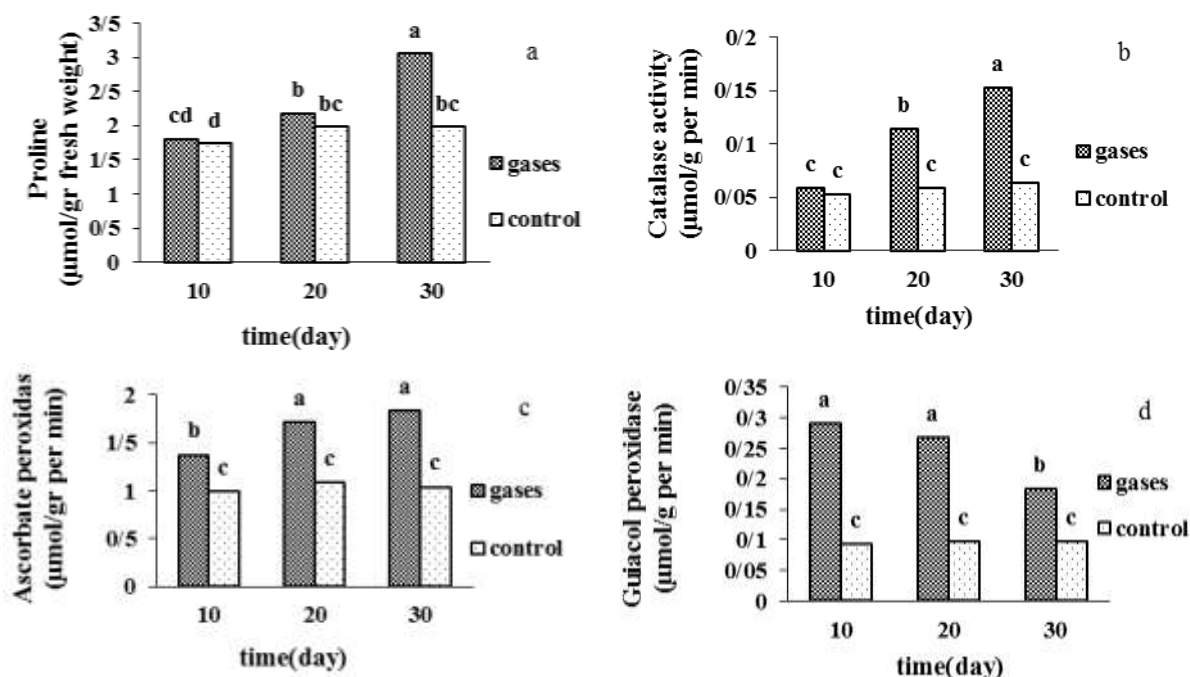 3/5
3
2/5
2
1/5
1
0/5
0
Proline
(µmol/gr fresh weight)
cd d
b bc
a bc
10 20 30
time(day)
gases
control
a
0/2
0/15
0/1
0/05
0
Catalase activity
(µmol/g per min)
c c
b c
a c
10 20 30
time(day)
gases
control
b
2
1/5
1
0/5
0
Ascorbate peroxidas
(µmol/gr per min)
b c
a c
a c
10 20 30
time(day)
gases
control
c
0/35
0/3
0/25
0/2
0/15
0/1
0/05
0
Guiacol peroxidase
(µmol/g per min)
a c
a c
b c
10 20 30
time(day)
gases
control
d